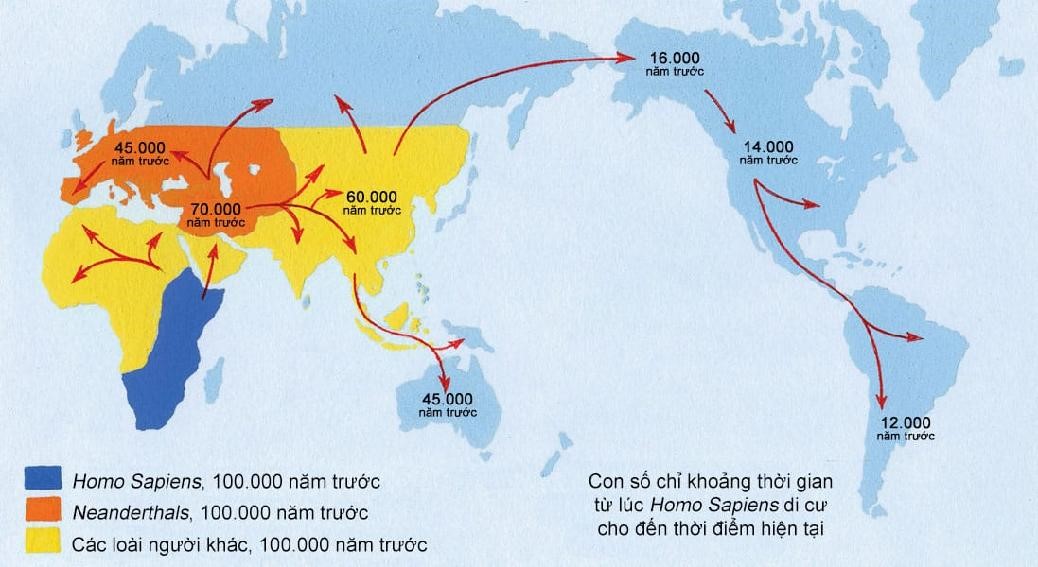 16.000
năm trước
45.000
năm trước
14.000
năm trước
70.000
năm trước
60.000
năm trước
45.000
năm trước
12.000
năm trước
Homo Sapiens, 100.000 năm trước
Neanderthals, 100.000 năm trước
Các loài người khác, 100.000 năm trước
Con số chỉ khoảng thời gian
từ lúc Homo Sapiens di cư
cho đến thời điểm hiện tại